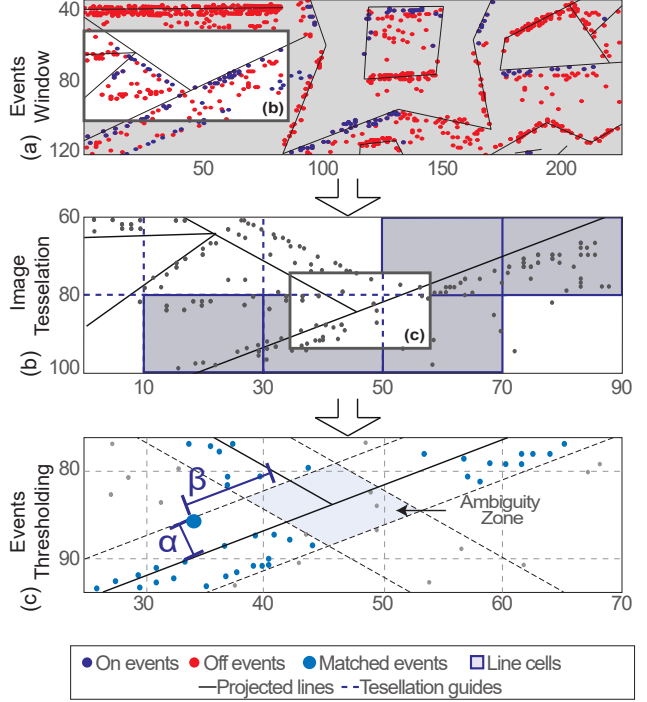 40
80
120
Events
Window
(a)
(b)
50
100
150
200
60
80
100
Image
Tesselation
(b)
(c)
10
30
50
70
90
80
90
Events
Thresholding
(c)
β
α
Ambiguity
Zone
30
40
50
60
70
On events
Off events
Matched events
Line cells
Projected lines
Tesellation guides